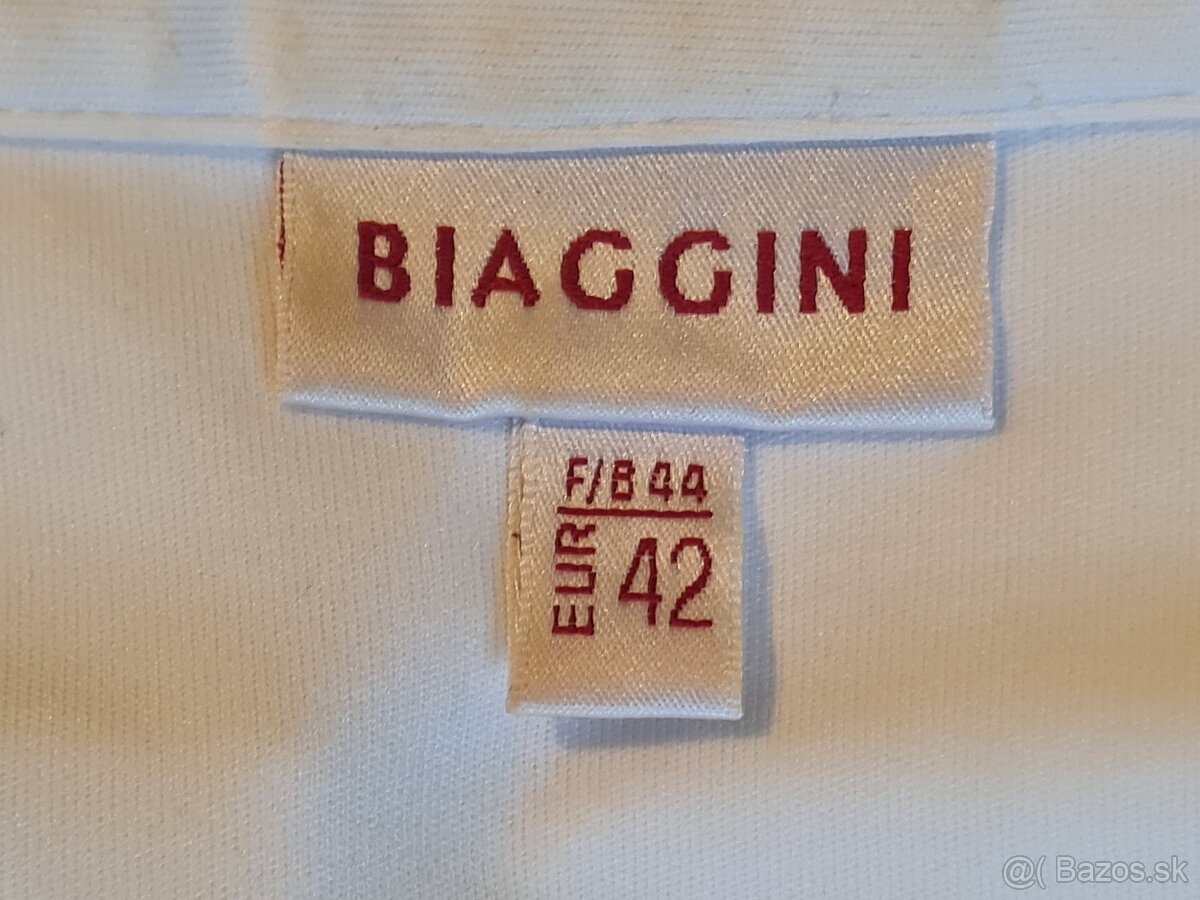 BIAGGINI
F/B 44
EUR 42
@( Bazos.sk